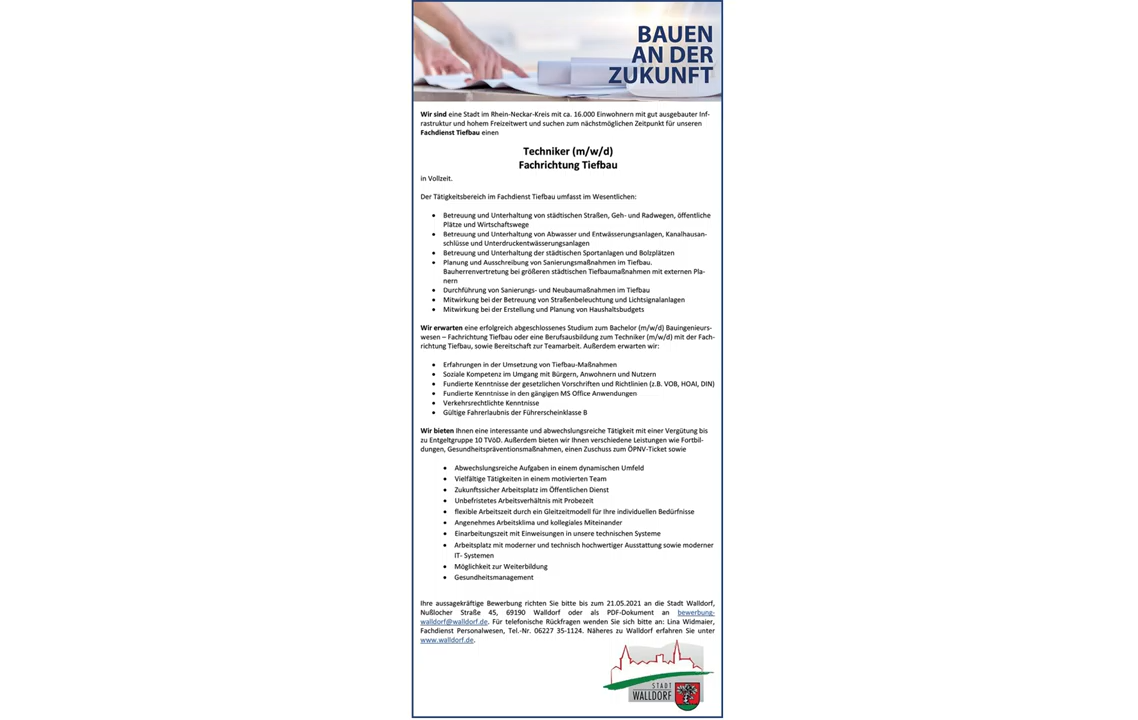 BAUEN
AN DER
ZUKUNFT
Wir sind eine Stadt im Rhein-Neckar-Kreis mit ca. 16.000 Einwohnern mit gut ausgebauter Inf-
rastruktur und hohem Freizeitwert und suchen zum nächstmöglichen Zeitpunkt für unseren
Fachdienst Tiefbau einen
Techniker (m/w/d)
Fachrichtung Tiefbau
in Vollzeit.
Der Tätigkeitsbereich im Fachdienst Tiefbau umfasst im Wesentlichen:
• Betreuung und Unterhaltung von städtischen Straßen, Geh- und Radwegen, öffentliche
Plätze und Wirtschaftswege
• Betreuung und Unterhaltung von Abwasser und Entwässerungsanlagen, Kanalhausan-
schlüsse und Unterdruckentwässerungsanlagen
• Betreuung und Unterhaltung der städtischen Sportanlagen und Bolzplätzen
• Planung und Ausschreibung von Sanierungsmaßnahmen im Tiefbau.
Bauherrenvertretung bei größeren städtischen Tiefbaumaßnahmen mit externen Pla-
nern
• Durchführung von Sanierungs- und Neubaumaßnahmen im Tiefbau
• Mitwirkung bei der Betreuung von Straßenbeleuchtung und Lichtsignalanlagen
• Mitwirkung bei der Erstellung und Planung von Haushaltsbudgets
Wir erwarten eine erfolgreich abgeschlossenes Studium zum Bachelor (m/w/d) Bauingenieurs-
wesen – Fachrichtung Tiefbau oder eine Berufsausbildung zum Techniker (m/w/d) mit der Fach-
richtung Tiefbau, sowie Bereitschaft zur Teamarbeit. Außerdem erwarten wir:
• Erfahrungen in der Umsetzung von Tiefbau-Maßnahmen
• Soziale Kompetenz im Umgang mit Bürgern, Anwohnern und Nutzern
• Fundierte Kenntnisse der gesetzlichen Vorschriften und Richtlinien (z.B. VOB, HOAI, DIN)
• Fundierte Kenntnisse in den gängigen MS Office Anwendungen
• Verkehrsrechtlichte Kenntnisse
• Gültige Fahrerlaubnis der Führerscheinklasse B
Wir bieten Ihnen eine interessante und abwechslungsreiche Tätigkeit mit einer Vergütung bis
zu Entgeltgruppe 10 TVöD. Außerdem bieten wir Ihnen verschiedene Leistungen wie Fortbil-
dungen, Gesundheitspräventionsmaßnahmen, einen Zuschuss zum ÖPNV-Ticket sowie
• Abwechslungsreiche Aufgaben in einem dynamischen Umfeld
• Vielfältige Tätigkeiten in einem motivierten Team
• Zukunftssicher Arbeitsplatz im Öffentlichen Dienst
• Unbefristetes Arbeitsverhältnis mit Probezeit
• flexible Arbeitszeit durch ein Gleitzeitmodell für Ihre individuellen Bedürfnisse
• Angenehmes Arbeitsklima und kollegiales Miteinander
• Einarbeitungszeit mit Einweisungen in unsere technischen Systeme
• Arbeitsplatz mit moderner und technisch hochwertiger Ausstattung sowie moderner
IT- Systemen
• Möglichkeit zur Weiterbildung
• Gesundheitsmanagement
Ihre aussagekräftige Bewerbung richten Sie bitte bis zum 21.05.2021 an die Stadt Walldorf,
Nußlocher Straße 45, 69190 Walldorf oder als PDF-Dokument an bewerbung-
walldorf@walldorf.de. Für telefonische Rückfragen wenden Sie sich bitte an: Lina Widmaier,
Fachdienst Personalwesen, Tel.-Nr. 06227 35-1124. Näheres zu Walldorf erfahren Sie unter
www.walldorf.de.
STADT
WALLDORF